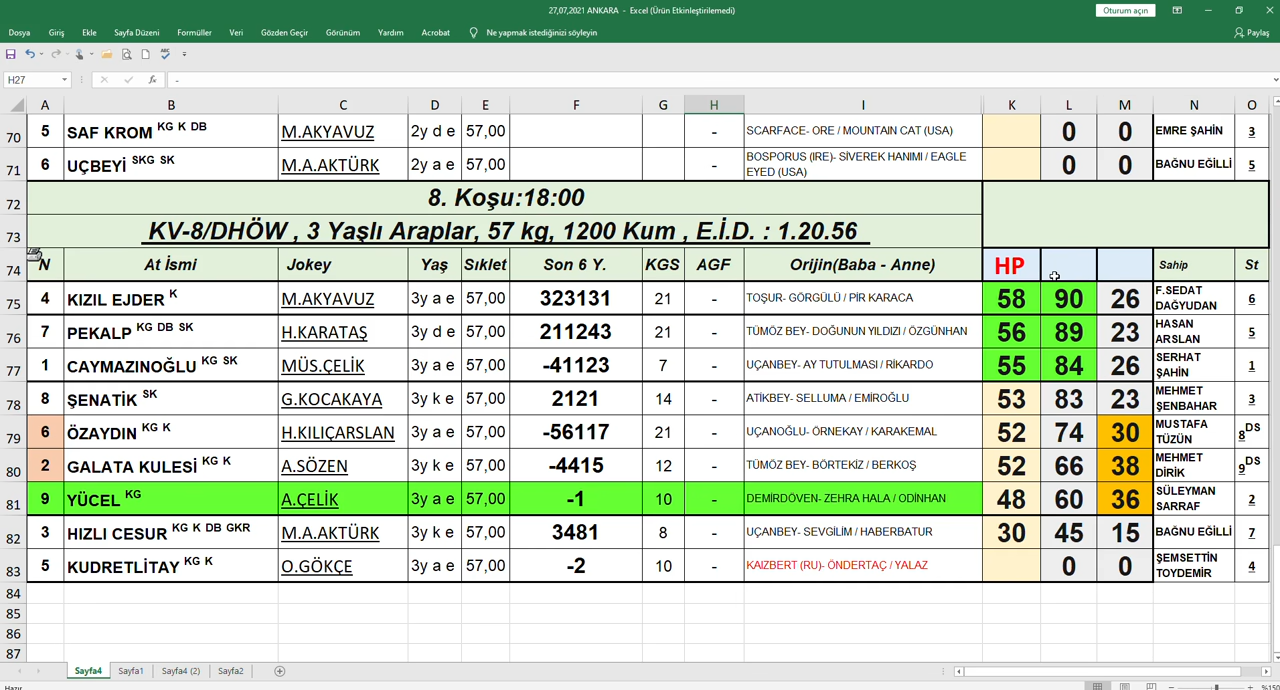 27,07,2021 ANKARA - Excel (Ürün Etkinleştirilemedi)
Oturum açın
Dosya Giriş Ekle Sayfa Düzeni Formüller Veri Gözden Geçir Görünüm Yardım Acrobat Ne yapmak istediğinizi söyleyin Paylaş
H27 fx -
A B C D E F G H I K L M N O
70 5 SAF KROM KG K DB M.AKYAVUZ 2y d e 57,00 - SCARFACE- ORE / MOUNTAIN CAT (USA) 0 0 EMRE ŞAHİN 3
71 6 UÇBEYİ SKG SK M.A.AKTÜRK 2y a e 57,00 - BOSPORUS (IRE)- SİVEREK HANIMI / EAGLE EYED (USA) 0 0 BAĞNU EĞİLLİ 5
72 8. Koşu:18:00
73 KV-8/DHÖW , 3 Yaşlı Araplar, 57 kg, 1200 Kum , E.İ.D. : 1.20.56
74 N At İsmi Jokey Yaş Sıklet Son 6 Y. KGS AGF Orijin(Baba - Anne) HP Sahip St
75 4 KIZIL EJDER K M.AKYAVUZ 3y a e 57,00 323131 21 - TOŞUR- GÖRGÜLÜ / PİR KARACA 58 90 26 F.SEDAT DAĞYUDAN 6
76 7 PEKALP KG DB SK H.KARATAŞ 3y d e 57,00 211243 21 - TÜMÖZ BEY- DOĞUNUN YILDIZI / ÖZGÜNHAN 56 89 23 HASAN ARSLAN 5
77 1 CAYMAZINOĞLU KG SK MÜS.ÇELİK 3y a e 57,00 -41123 7 - UÇANBEY- AY TUTULMASI / RİKARDO 55 84 26 SERHAT ŞAHİN 1
78 8 ŞENATİK SK G.KOCAKAYA 3y k e 57,00 2121 14 - ATİKBEY- SELLUMA / EMİROĞLU 53 83 23 MEHMET ŞENBAHAR 3
79 6 ÖZAYDIN KG K H.KILIÇARSLAN 3y a e 57,00 -56117 21 - UÇANOĞLU- ÖRNEKAY / KARAKEMAL 52 74 30 MUSTAFA TÜZÜN 8 DS
80 2 GALATA KULESİ KG K A.SÖZEN 3y k e 57,00 -4415 12 - TÜMÖZ BEY- BÖRTEKİZ / BERKOŞ 52 66 38 MEHMET DİRİK 9 DS
81 9 YÜCEL KG A.ÇELİK 3y a e 57,00 -1 10 - DEMİRDÖVEN- ZEHRA HALA / ODİNHAN 48 60 36 SÜLEYMAN SARRAF 2
82 3 HIZLI CESUR KG K DB GKR M.A.AKTÜRK 3y k e 57,00 3481 8 - UÇANBEY- SEVGİLİM / HABERBATUR 30 45 15 BAĞNU EĞİLLİ 7
83 5 KUDRETLİTAY KG K O.GÖKÇE 3y a e 57,00 -2 10 - KAIZBERT (RU)- ÖNDERTAÇ / YALAZ 0 0 ŞEMSETTİN TOYDEMİR 4
84
85
86
87
Sayfa4 Sayfa1 Sayfa4 (2) Sayfa2
Hazır %150